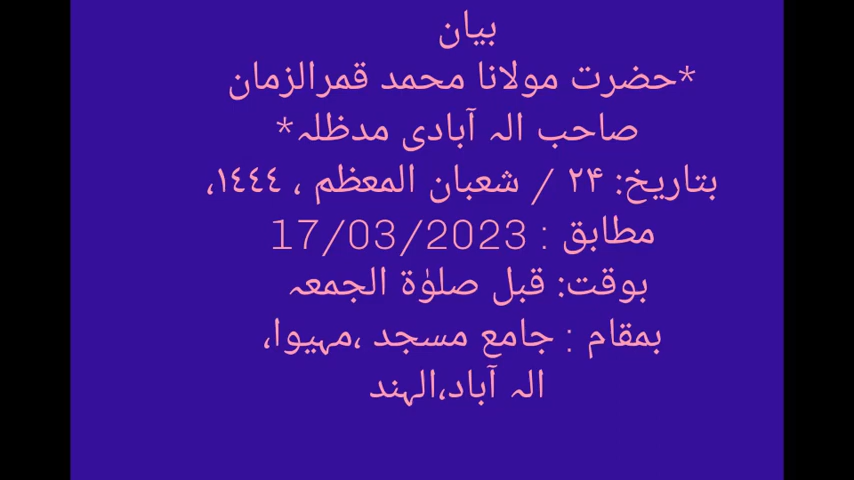 بیان
*حضرت مولانا محمد قمرالزمان
صاحب الہ آبادی مدظلہ*
بتاریخ: ۲۴ / شعبان المعظم ، ١٤٤٤،
مطابق : 17/03/2023
بوقت: قبل صلوٰۃ الجمعہ
بمقام : جامع مسجد ،مہیوا،
الہ آباد،الہند